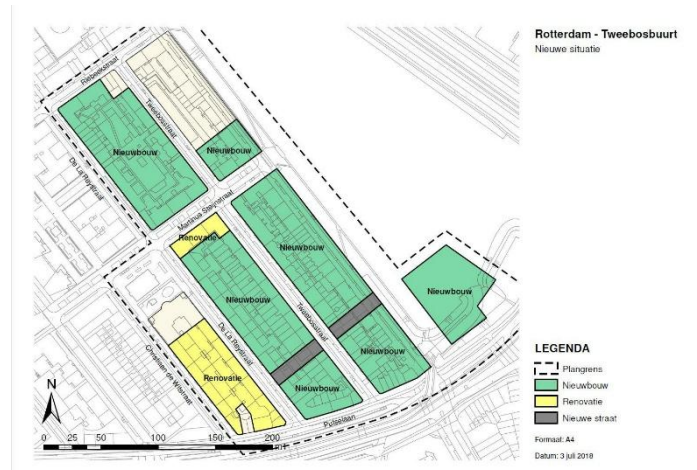 Rotterdam - Tweebosbuurt
Nieuwe situatie
Riebeekstraat
Tweebosstraat
Nieuwbouw
Nieuwbouw
De La Reystraat
Martinus Steynstraat
Renovatie
Nieuwbouw
Nieuwbouw
Nieuwbouw
Tweebosstraat
De La Reystraat
Christiaan de Wetstraat
Nieuwbouw
Renovatie
Nieuwbouw
Putselaan
N
0 25 50 100 150 200
LEGENDA
Plangrens
Nieuwbouw
Renovatie
Nieuwe straat
Formaat: A4
Datum: 3 juli 2018